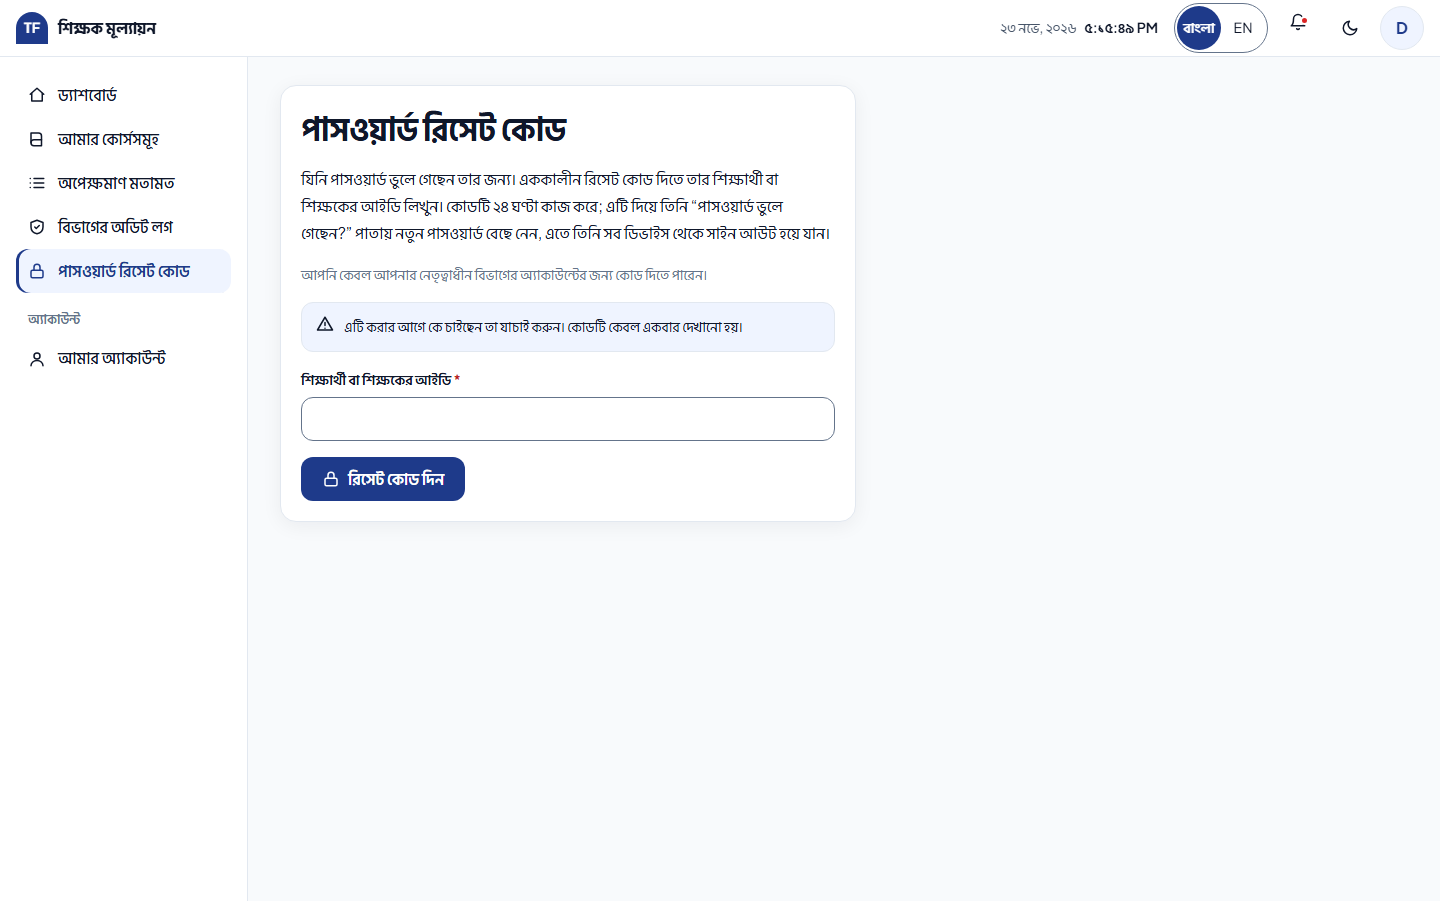 TF শিক্ষক মূল্যায়ন
২৩ নভে, ২০২৬ ৫:১৫:৪৯ PM বাংলা EN D
ড্যাশবোর্ড
আমার কোর্সসমূহ
অপেক্ষমাণ মতামত
বিভাগের অডিট লগ
পাসওয়ার্ড রিসেট কোড
অ্যাকাউন্ট
আমার অ্যাকাউন্ট
পাসওয়ার্ড রিসেট কোড
যিনি পাসওয়ার্ড ভুলে গেছেন তার জন্য। এককালীন রিসেট কোড দিতে তার শিক্ষার্থী বা
শিক্ষকের আইডি লিখুন। কোডটি ২৪ ঘণ্টা কাজ করে; এটি দিয়ে তিনি “পাসওয়ার্ড ভুলে
গেছেন?” পাতায় নতুন পাসওয়ার্ড বেছে নেন, এতে তিনি সব ডিভাইস থেকে সাইন আউট হয়ে যান।
আপনি কেবল আপনার নেতৃত্বাধীন বিভাগের অ্যাকাউন্টের জন্য কোড দিতে পারেন।
এটি করার আগে কে চাইছেন তা যাচাই করুন। কোডটি কেবল একবার দেখানো হয়।
শিক্ষার্থী বা শিক্ষকের আইডি *
রিসেট কোড দিন